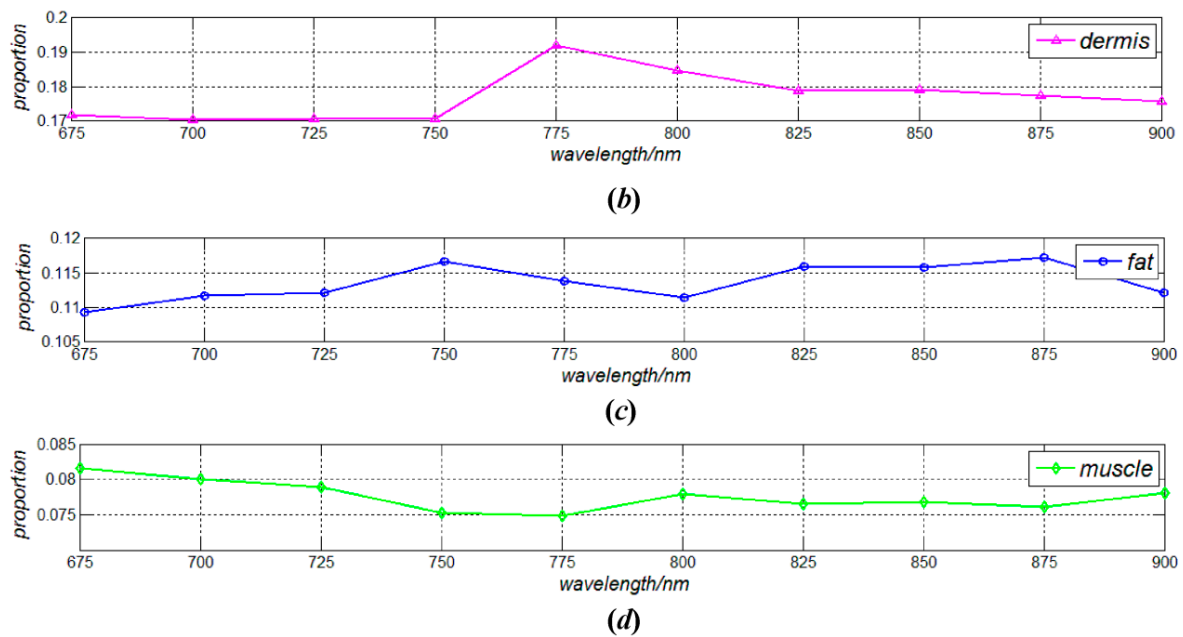 0.2
0.19
0.18
0.17
proportion
dermis
675 700 725 750 775 800 825 850 875 900
wavelength/nm
(b)
0.12
0.115
0.11
0.105
proportion
fat
675 700 725 750 775 800 825 850 875 900
wavelength/nm
(c)
0.085
0.08
0.075
proportion
muscle
675 700 725 750 775 800 825 850 875 900
wavelength/nm
(d)